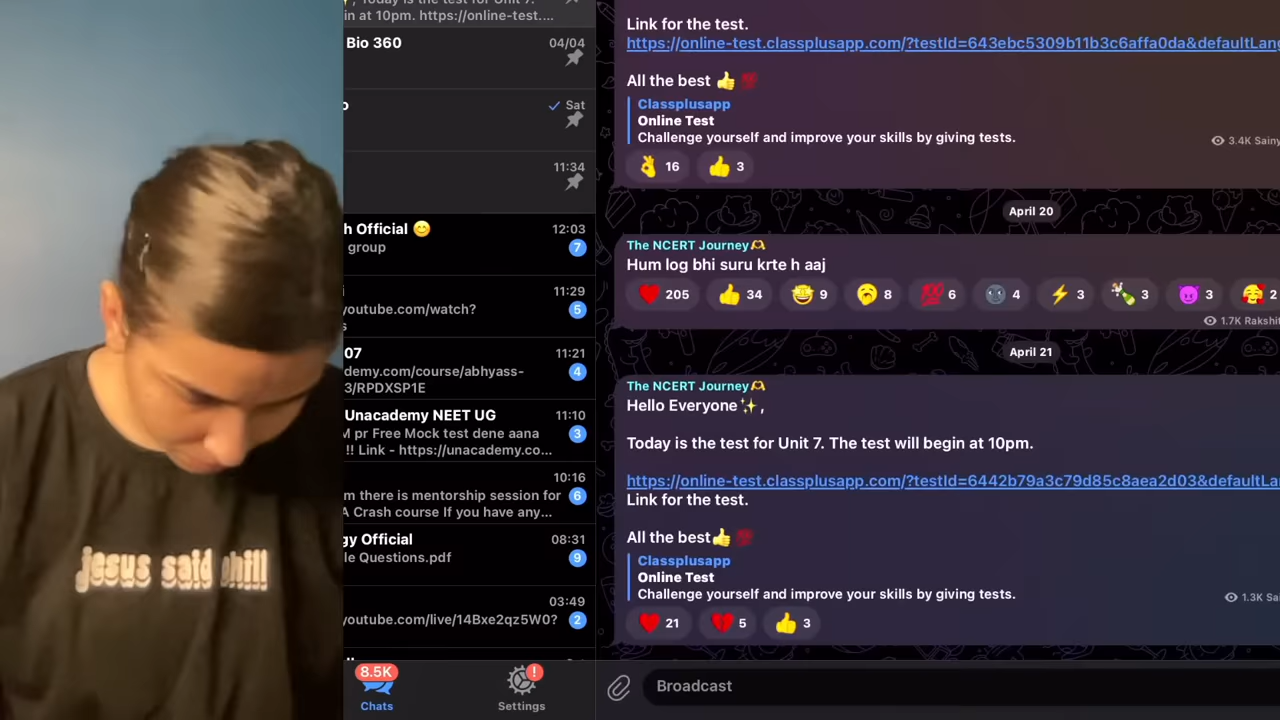 jesus said chill
, Today is the test for Unit 7.
in at 10pm. https://online-test....
Bio 360
04/04
Sat
11:34
h Official 😊
12:03
group
7
11:29
youtube.com/watch?
5
07
11:21
demy.com/course/abhyass-
4
3/RPDXSP1E
Unacademy NEET UG
11:10
M pr Free Mock test dene aana
3
!! Link - https://unacademy.co...
10:16
m there is mentorship session for
6
A Crash course If you have any...
gy Official
08:31
le Questions.pdf
9
03:49
youtube.com/live/14Bxe2qz5W0?
2
8.5K
!
Chats
Settings
Link for the test.
https://online-test.classplusapp.com/?testId=643ebc5309b11b3c6affa0da&defaultLang
All the best 👍 💯
Classplusapp
Online Test
Challenge yourself and improve your skills by giving tests.
3.4K Sainy
👌 16 👍 3
April 20
The NCERT Journey🫶
Hum log bhi suru krte h aaj
❤️ 205 👍 34 🤩 9 🥱 8 💯 6 🌚 4 ⚡ 3 🍾 3 😈 3 🥰 2
1.7K Rakshit
April 21
The NCERT Journey🫶
Hello Everyone✨,
Today is the test for Unit 7. The test will begin at 10pm.
https://online-test.classplusapp.com/?testId=6442b79a3c79d85c8aea2d03&defaultLan
Link for the test.
All the best👍💯
Classplusapp
Online Test
Challenge yourself and improve your skills by giving tests.
1.3K Sai
❤️ 21 💔 5 👍 3
Broadcast